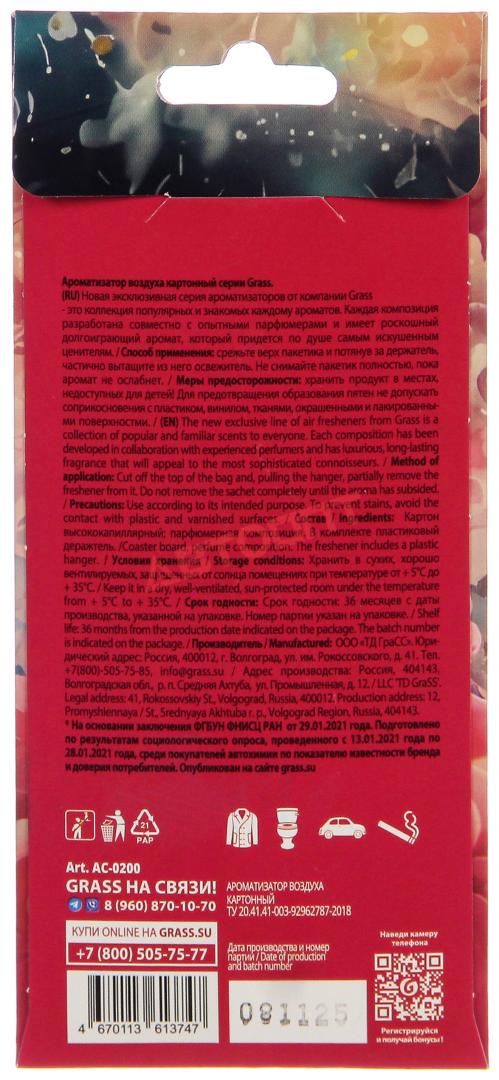 Ароматизатор воздуха картонный серии Grass.
(RU) Новая эксклюзивная серия ароматизаторов от компании Grass
- это коллекция популярных и знакомых каждому ароматов. Каждая композиция
разработана совместно с опытными парфюмерами и имеет роскошный
долгоиграющий аромат, который придется по душе самым искушенным
ценителям. / Способ применения: срежьте верх пакетика и потянув за держатель,
частично вытащите из него освежитель. Не снимайте пакетик полностью, пока
аромат не ослабнет. / Меры предосторожности: хранить продукт в местах,
недоступных для детей! Для предотвращения образования пятен не допускать
соприкосновения с пластиком, винилом, тканями, окрашенными и лакированны-
ми поверхностями. / (EN) The new exclusive line of air fresheners from Grass is a
collection of popular and familiar scents to everyone. Each composition has been
developed in collaboration with experienced perfumers and has luxurious, long-lasting
fragrance that will appeal to the most sophisticated connoisseurs. / Method of
application: Cut off the top of the bag and, pulling the hanger, partially remove the
freshener from it. Do not remove the sachet completely until the aroma has subsided.
/ Precautions: Use according to its intended purpose. To prevent stains, avoid the
contact with plastic and varnished surfaces. / Состав / Ingredients: Картон
высококапиллярный; парфюмерная композиция. В комплекте пластиковый
держатель. /Coaster board, perfume composition. The freshener includes a plastic
hanger. / Условия хранения / Storage conditions: Хранить в сухих, хорошо
вентилируемых, защищенных от солнца помещениях при температуре от + 5°С до
+ 35°С. / Keep it in a dry, well-ventilated, sun-protected room under the temperature
from + 5°C to + 35°C. / Срок годности: Срок годности: 36 месяцев с даты
производства, указанной на упаковке. Номер партии указан на упаковке. / Shelf
life: 36 months from the production date indicated on the package. The batch number
is indicated on the package. / Производитель / Manufactured: ООО «ТД ГраСС». Юри-
дический адрес: Россия, 400012, г. Волгоград, ул. им. Рокоссовского, д. 41. Тел.
+7(800)-505-75-85, info@grass.su / Адрес производства: Россия, 404143,
Волгоградская обл., р. п. Средняя Ахтуба, ул. Промышленная, д. 12. / LLC "TD GraSS".
Legal address: 41, Rokossovskiy St., Volgograd, Russia, 400012. Production address: 12,
Promyshlennaya / St., Srednyaya Akhtuba r. p., Volgograd Region, Russia, 404143.
* На основании заключения ФГБУН ФНИСЦ РАН от 29.01.2021 года. Подготовлено
по результатам социологического опроса, проведенного с 13.01.2021 года по
28.01.2021 года, среди покупателей автохимии по показателю известности бренда
и доверия потребителей. Опубликован на сайте grass.su
21
PAP
Art. AC-0200
GRASS НА СВЯЗИ!
8 (960) 870-10-70
АРОМАТИЗАТОР ВОЗДУХА
КАРТОННЫЙ
ТУ 20.41.41-003-92962787-2018
КУПИ ONLINE НА GRASS.SU
+7 (800) 505-75-77
Дата производства и номер
партии / Date of production
and batch number
081125
4 670113 613747
Наведи камеру
телефона
Регистрируйся
и получай бонусы !